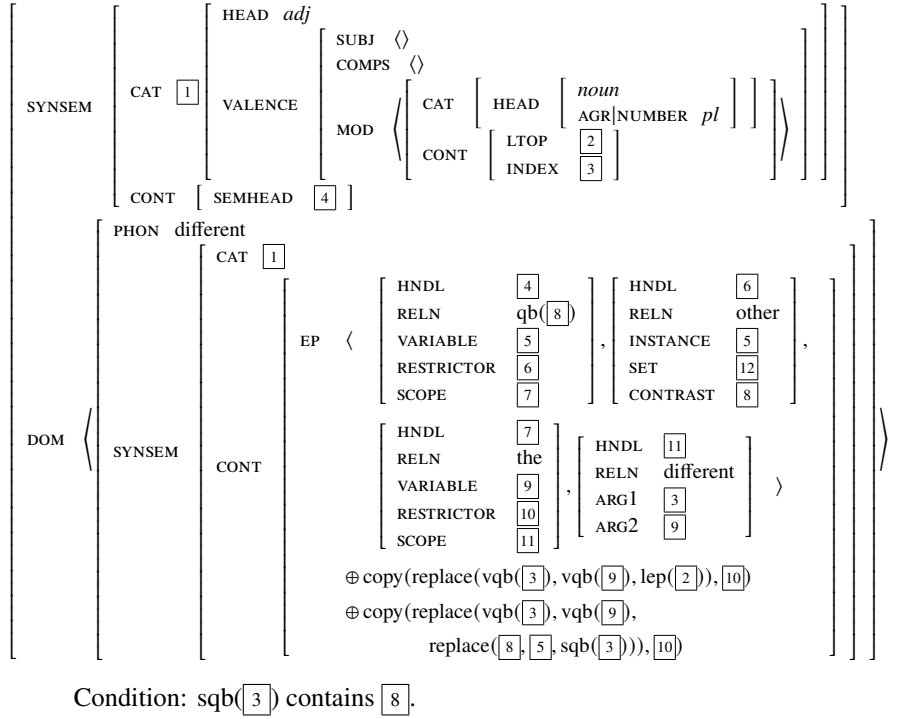 HEAD adj
SUBJ ⟨⟩
COMPS ⟨⟩
SYNSEM CAT 1 VALENCE MOD ⟨ CAT [ HEAD [ noun
AGR|NUMBER pl ] ]
CONT [ LTOP 2
INDEX 3 ] ⟩
CONT [ SEMHEAD 4 ]
PHON different
CAT 1
HNDL 4 HNDL 6
EP ⟨ RELN qb( 8 ) RELN other
VARIABLE 5 , INSTANCE 5 ,
RESTRICTOR 6 SET 12
SCOPE 7 CONTRAST 8
DOM ⟨ SYNSEM CONT HNDL 7 HNDL 11
RELN the RELN different
VARIABLE 9 , ARG1 3 ⟩ ⟩
RESTRICTOR 10 ARG2 9
SCOPE 11
⊕ copy(replace(vqb( 3 ), vqb( 9 ), lep( 2 )), 10 )
⊕ copy(replace(vqb( 3 ), vqb( 9 ),
replace( 8 , 5 , sqb( 3 ))), 10 )
Condition: sqb( 3 ) contains 8 .